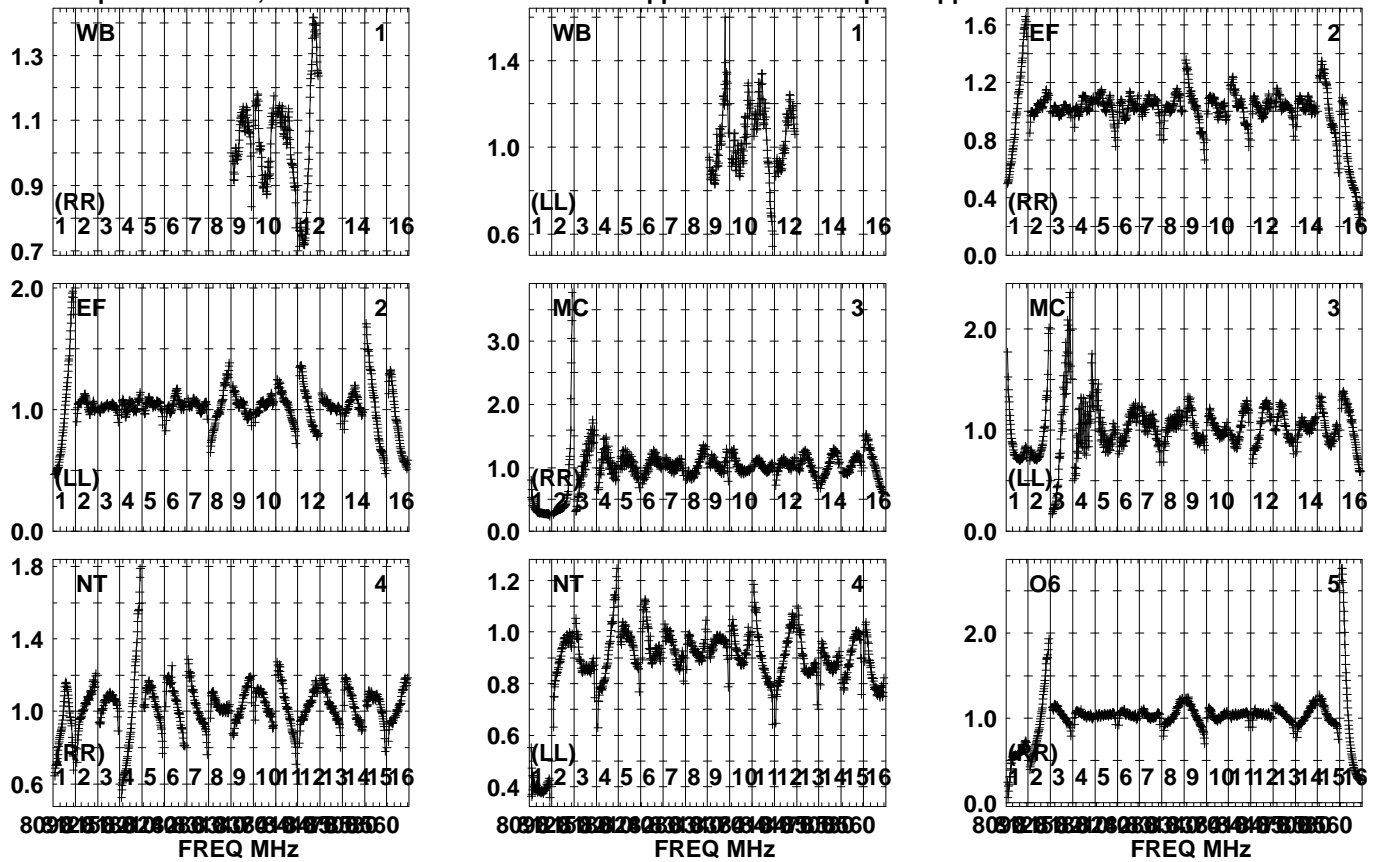 WB 1
1.3
1.1
0.9
0.7
(RR)
1 2 3 4 5 6 7 8 9 10 12 14 16
WB 1
1.4
1.0
0.6
(LL)
1 2 3 4 5 6 7 8 9 10 12 14 16
EF 2
1.6
1.2
0.8
0.4
0.0
(RR)
1 2 3 4 5 6 7 8 9 10 12 14 16
EF 2
2.0
1.0
0.0
(LL)
1 2 3 4 5 6 7 8 9 10 12 14 16
MC 3
3.0
2.0
1.0
0.0
(RR)
1 2 3 4 5 6 7 8 9 10 12 14 16
MC 3
2.0
1.0
0.0
(LL)
1 2 3 4 5 6 7 8 9 10 12 14 16
NT 4
1.8
1.4
1.0
0.6
(RR)
1 2 3 4 5 6 7 8 9 10 11 12 13 14 15 16
FREQ MHz
NT 4
1.2
1.0
0.8
0.6
0.4
(LL)
1 2 3 4 5 6 7 8 9 10 11 12 13 14 15 16
FREQ MHz
O6 5
2.0
1.0
0.0
(RR)
1 2 3 4 5 6 7 8 9 10 11 12 13 14 15 16
FREQ MHz